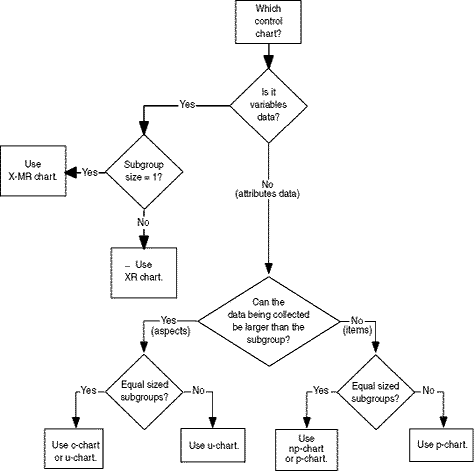 Which
control
chart?
Is it
variables
data?
Yes
Subgroup
size = 1?
Yes
Use
X-MR chart.
No
(attributes data)
No
– Use
XR chart.
Can the
data being collected
be larger than the
subgroup?
Yes
(aspects)
No
(items)
Equal sized
subgroups?
Equal sized
subgroups?
Yes
No
Yes
No
Use c-chart
or u-chart.
Use u-chart.
Use
np-chart
or p-chart.
Use p-chart.